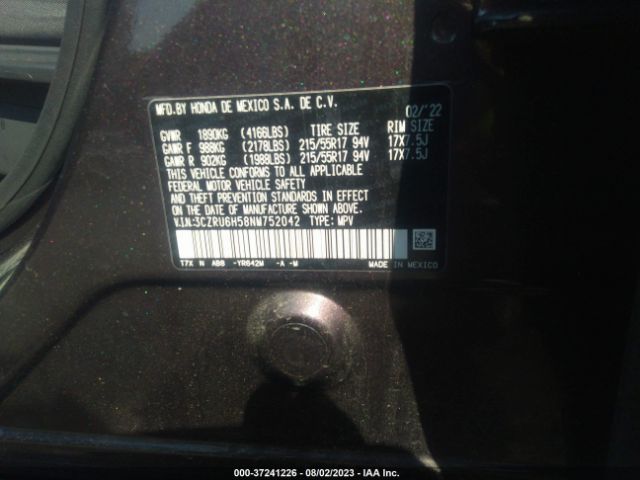 MFD.BY HONDA DE MEXICO S.A. DE C.V. 02/'22
GVWR 1890KG (4166LBS) TIRE SIZE RIM SIZE
GAWR F 988KG (2178LBS) 215/55R17 94V 17X7.5J
GAWR R 902KG (1988LBS) 215/55R17 94V 17X7.5J
THIS VEHICLE CONFORMS TO ALL APPLICABLE
FEDERAL MOTOR VEHICLE SAFETY
AND THEFT PREVENTION STANDARDS IN EFFECT
ON THE DATE OF MANUFACTURE SHOWN ABOVE.
V.I.N.:3CZRU6H58NM752042 TYPE: MPV
T7X N AB8 -YR642M -A -M MADE IN MEXICO
000-37241226 - 08/02/2023 - IAA Inc.